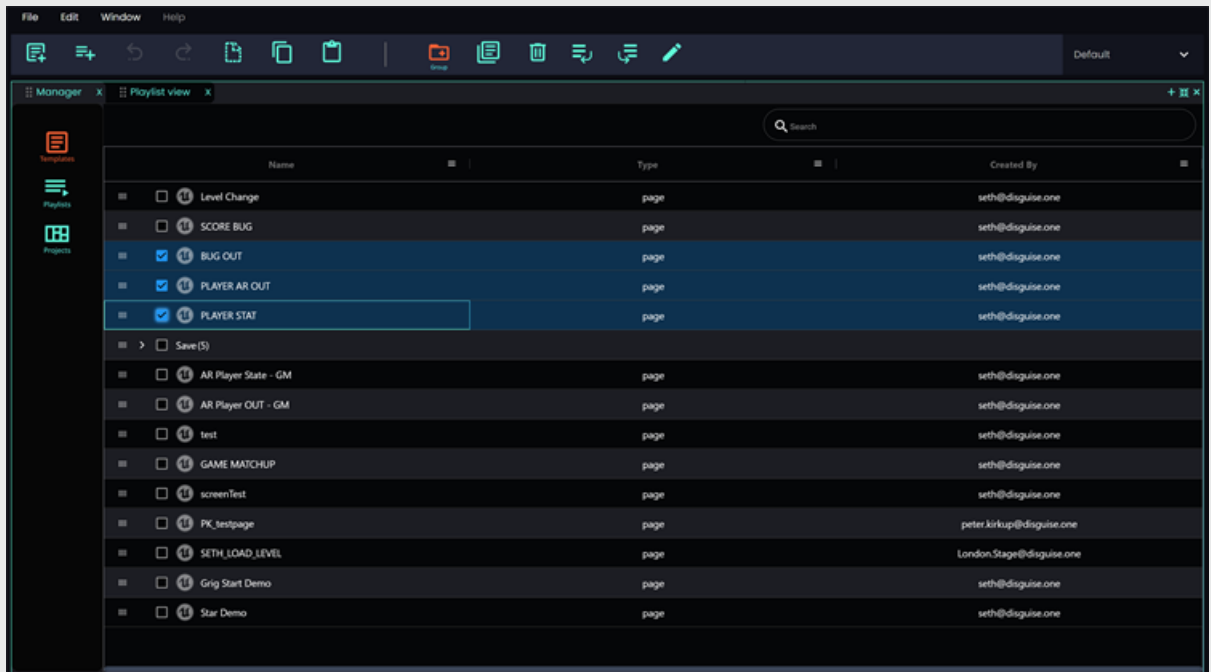 File Edit Window Help
Group
Default
Manager X Playlist view X
Search
Templates
Playlists
Projects
Name Type Created By
Level Change page seth@disguise.one
SCORE BUG page seth@disguise.one
BUG OUT page seth@disguise.one
PLAYER AR OUT page seth@disguise.one
PLAYER STAT page seth@disguise.one
Save (5)
AR Player State - GM page seth@disguise.one
AR Player OUT - GM page seth@disguise.one
test page seth@disguise.one
GAME MATCHUP page seth@disguise.one
screenTest page seth@disguise.one
PK_testpage page peter.kirkup@disguise.one
SETH_LOAD_LEVEL page London.Stage@disguise.one
Grig Start Demo page seth@disguise.one
Star Demo page seth@disguise.one